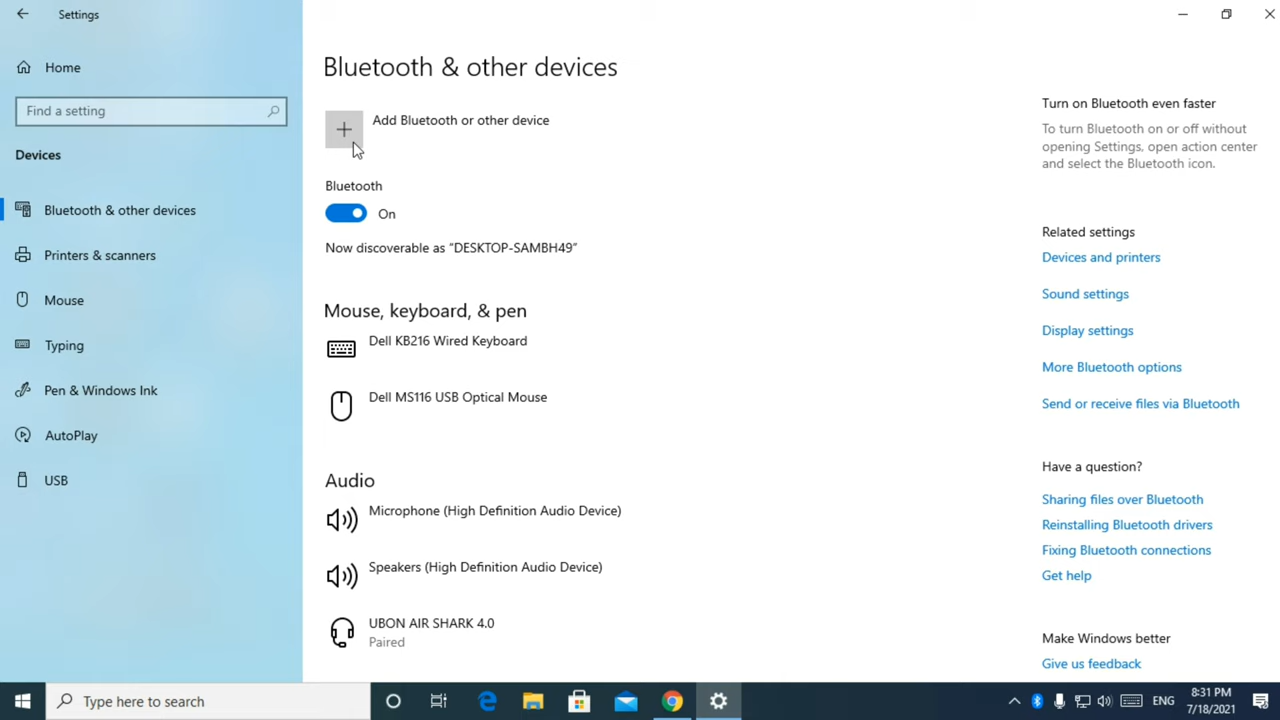 Settings
Home
Find a setting
Devices
Bluetooth & other devices
Printers & scanners
Mouse
Typing
Pen & Windows Ink
AutoPlay
USB
Bluetooth & other devices
Add Bluetooth or other device
Bluetooth
On
Now discoverable as “DESKTOP-SAMBH49”
Mouse, keyboard, & pen
Dell KB216 Wired Keyboard
Dell MS116 USB Optical Mouse
Audio
Microphone (High Definition Audio Device)
Speakers (High Definition Audio Device)
UBON AIR SHARK 4.0
Paired
Turn on Bluetooth even faster
To turn Bluetooth on or off without
opening Settings, open action center
and select the Bluetooth icon.
Related settings
Devices and printers
Sound settings
Display settings
More Bluetooth options
Send or receive files via Bluetooth
Have a question?
Sharing files over Bluetooth
Reinstalling Bluetooth drivers
Fixing Bluetooth connections
Get help
Make Windows better
Give us feedback
Type here to search
ENG
8:31 PM
7/18/2021